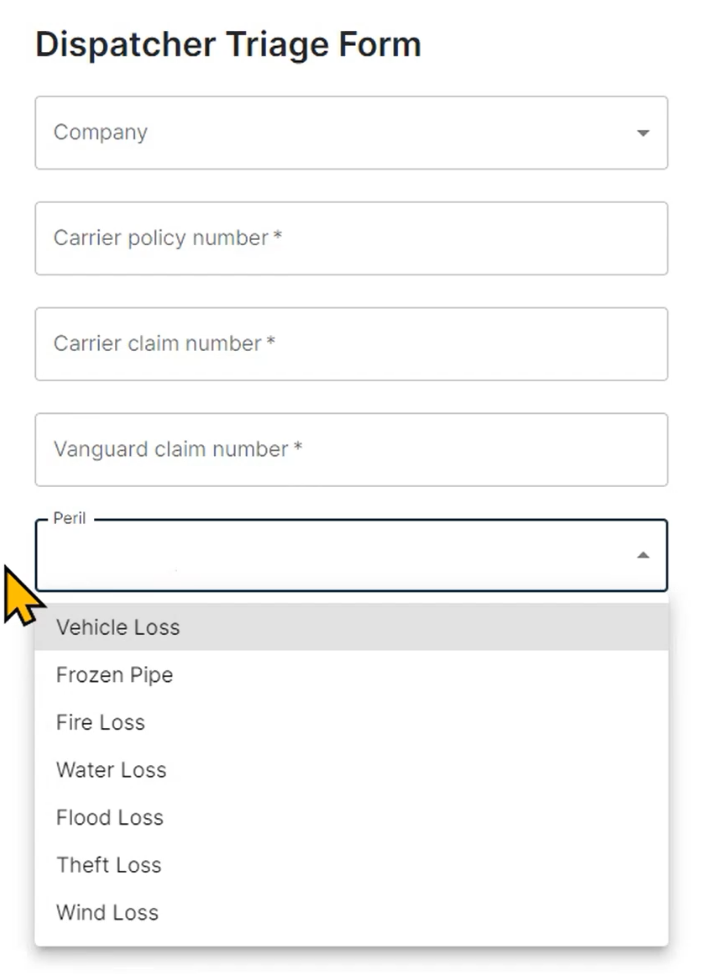 Dispatcher Triage Form
Company
Carrier policy number *
Carrier claim number *
Vanguard claim number *
Peril
Vehicle Loss
Frozen Pipe
Fire Loss
Water Loss
Flood Loss
Theft Loss
Wind Loss